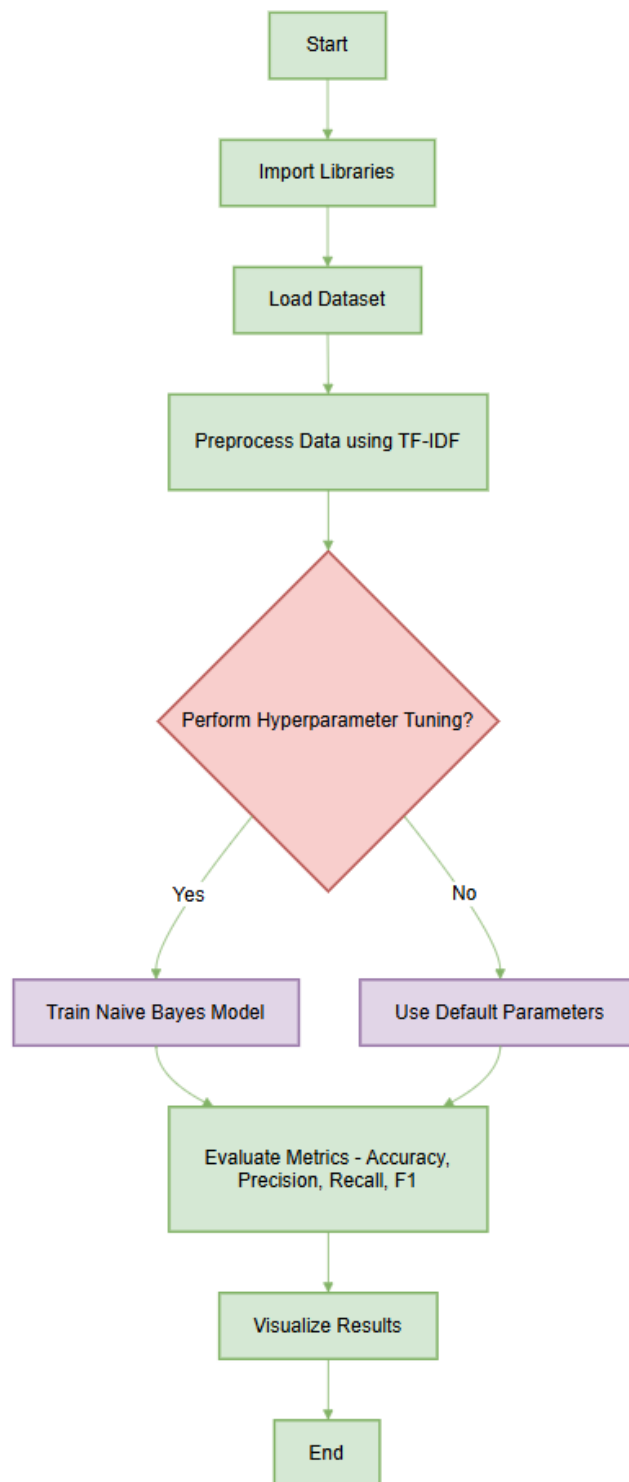 Start
Import Libraries
Load Dataset
Preprocess Data using TF-IDF
Perform Hyperparameter Tuning?
Yes
No
Train Naive Bayes Model
Use Default Parameters
Evaluate Metrics - Accuracy,
Precision, Recall, F1
Visualize Results
End